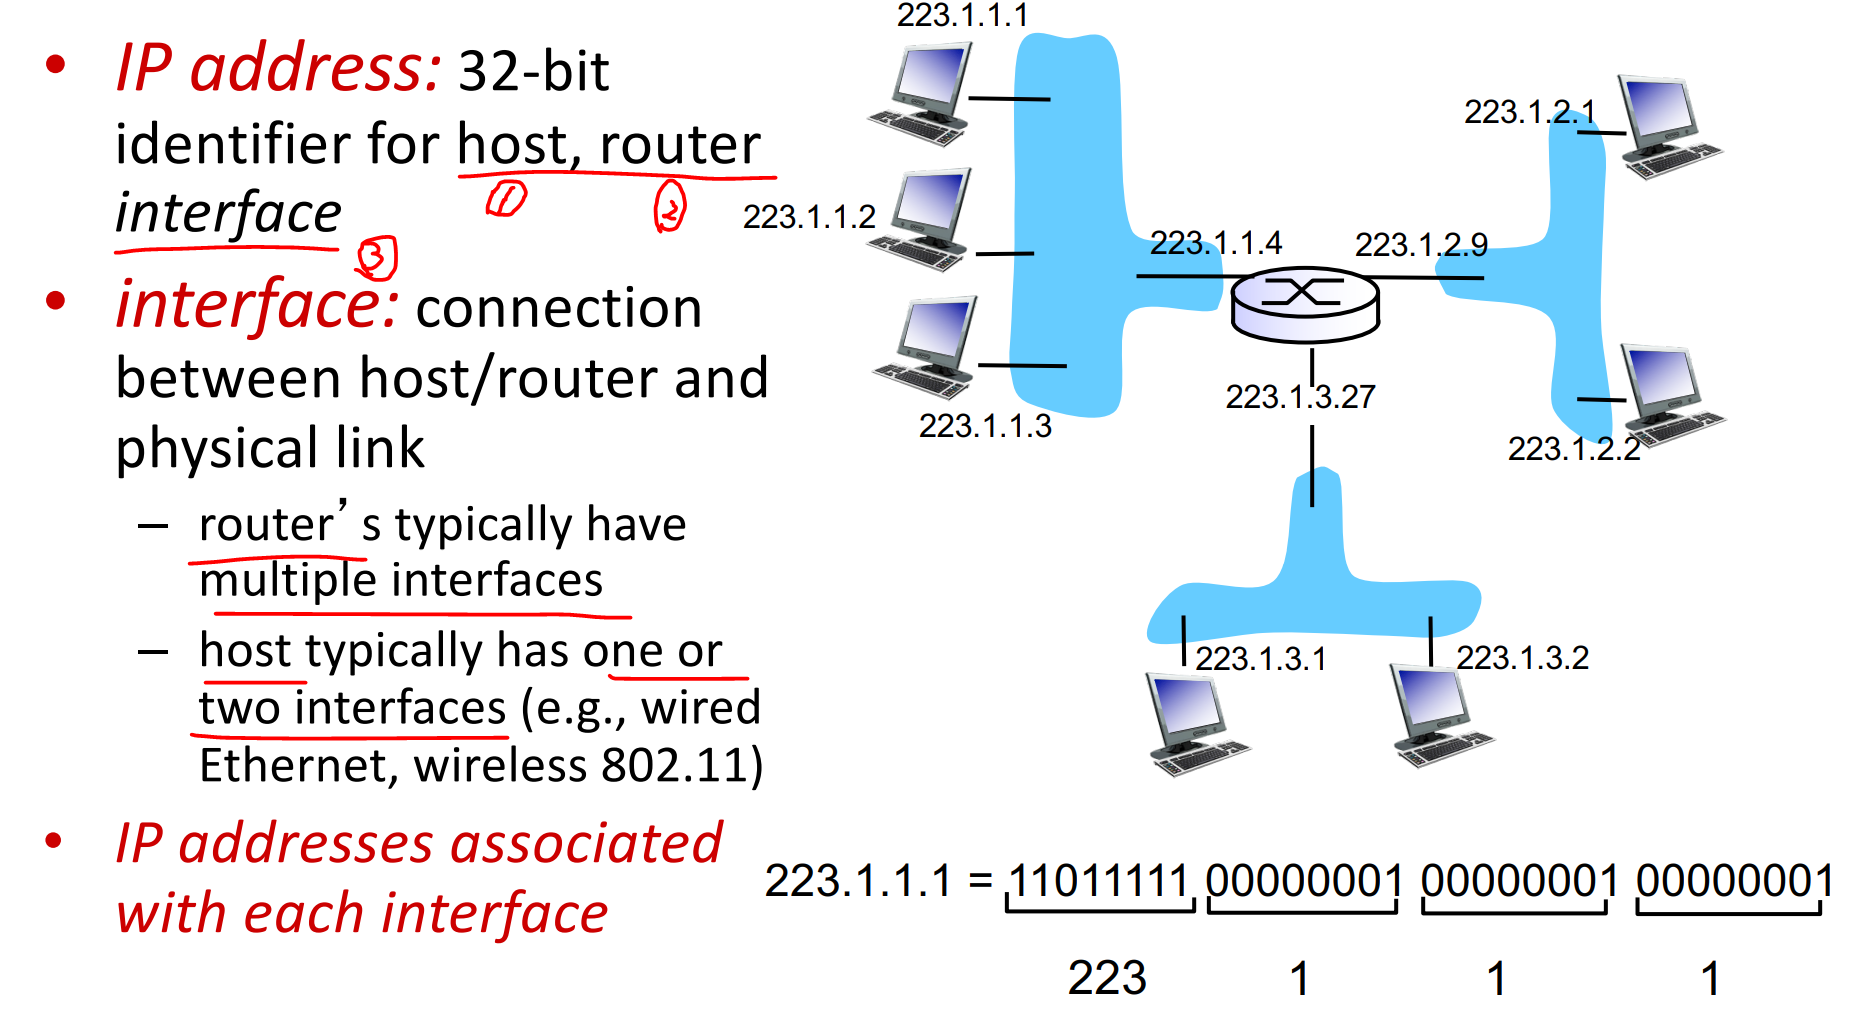 • IP address: 32-bit
identifier for host, router
interface
1
2
3
• interface: connection
between host/router and
physical link
– router’s typically have
multiple interfaces
– host typically has one or
two interfaces (e.g., wired
Ethernet, wireless 802.11)
• IP addresses associated
with each interface
223.1.1.1
223.1.1.2
223.1.1.3
223.1.1.4
223.1.2.9
223.1.2.1
223.1.2.2
223.1.3.27
223.1.3.1
223.1.3.2
223.1.1.1 = 11011111 00000001 00000001 00000001
223 1 1 1